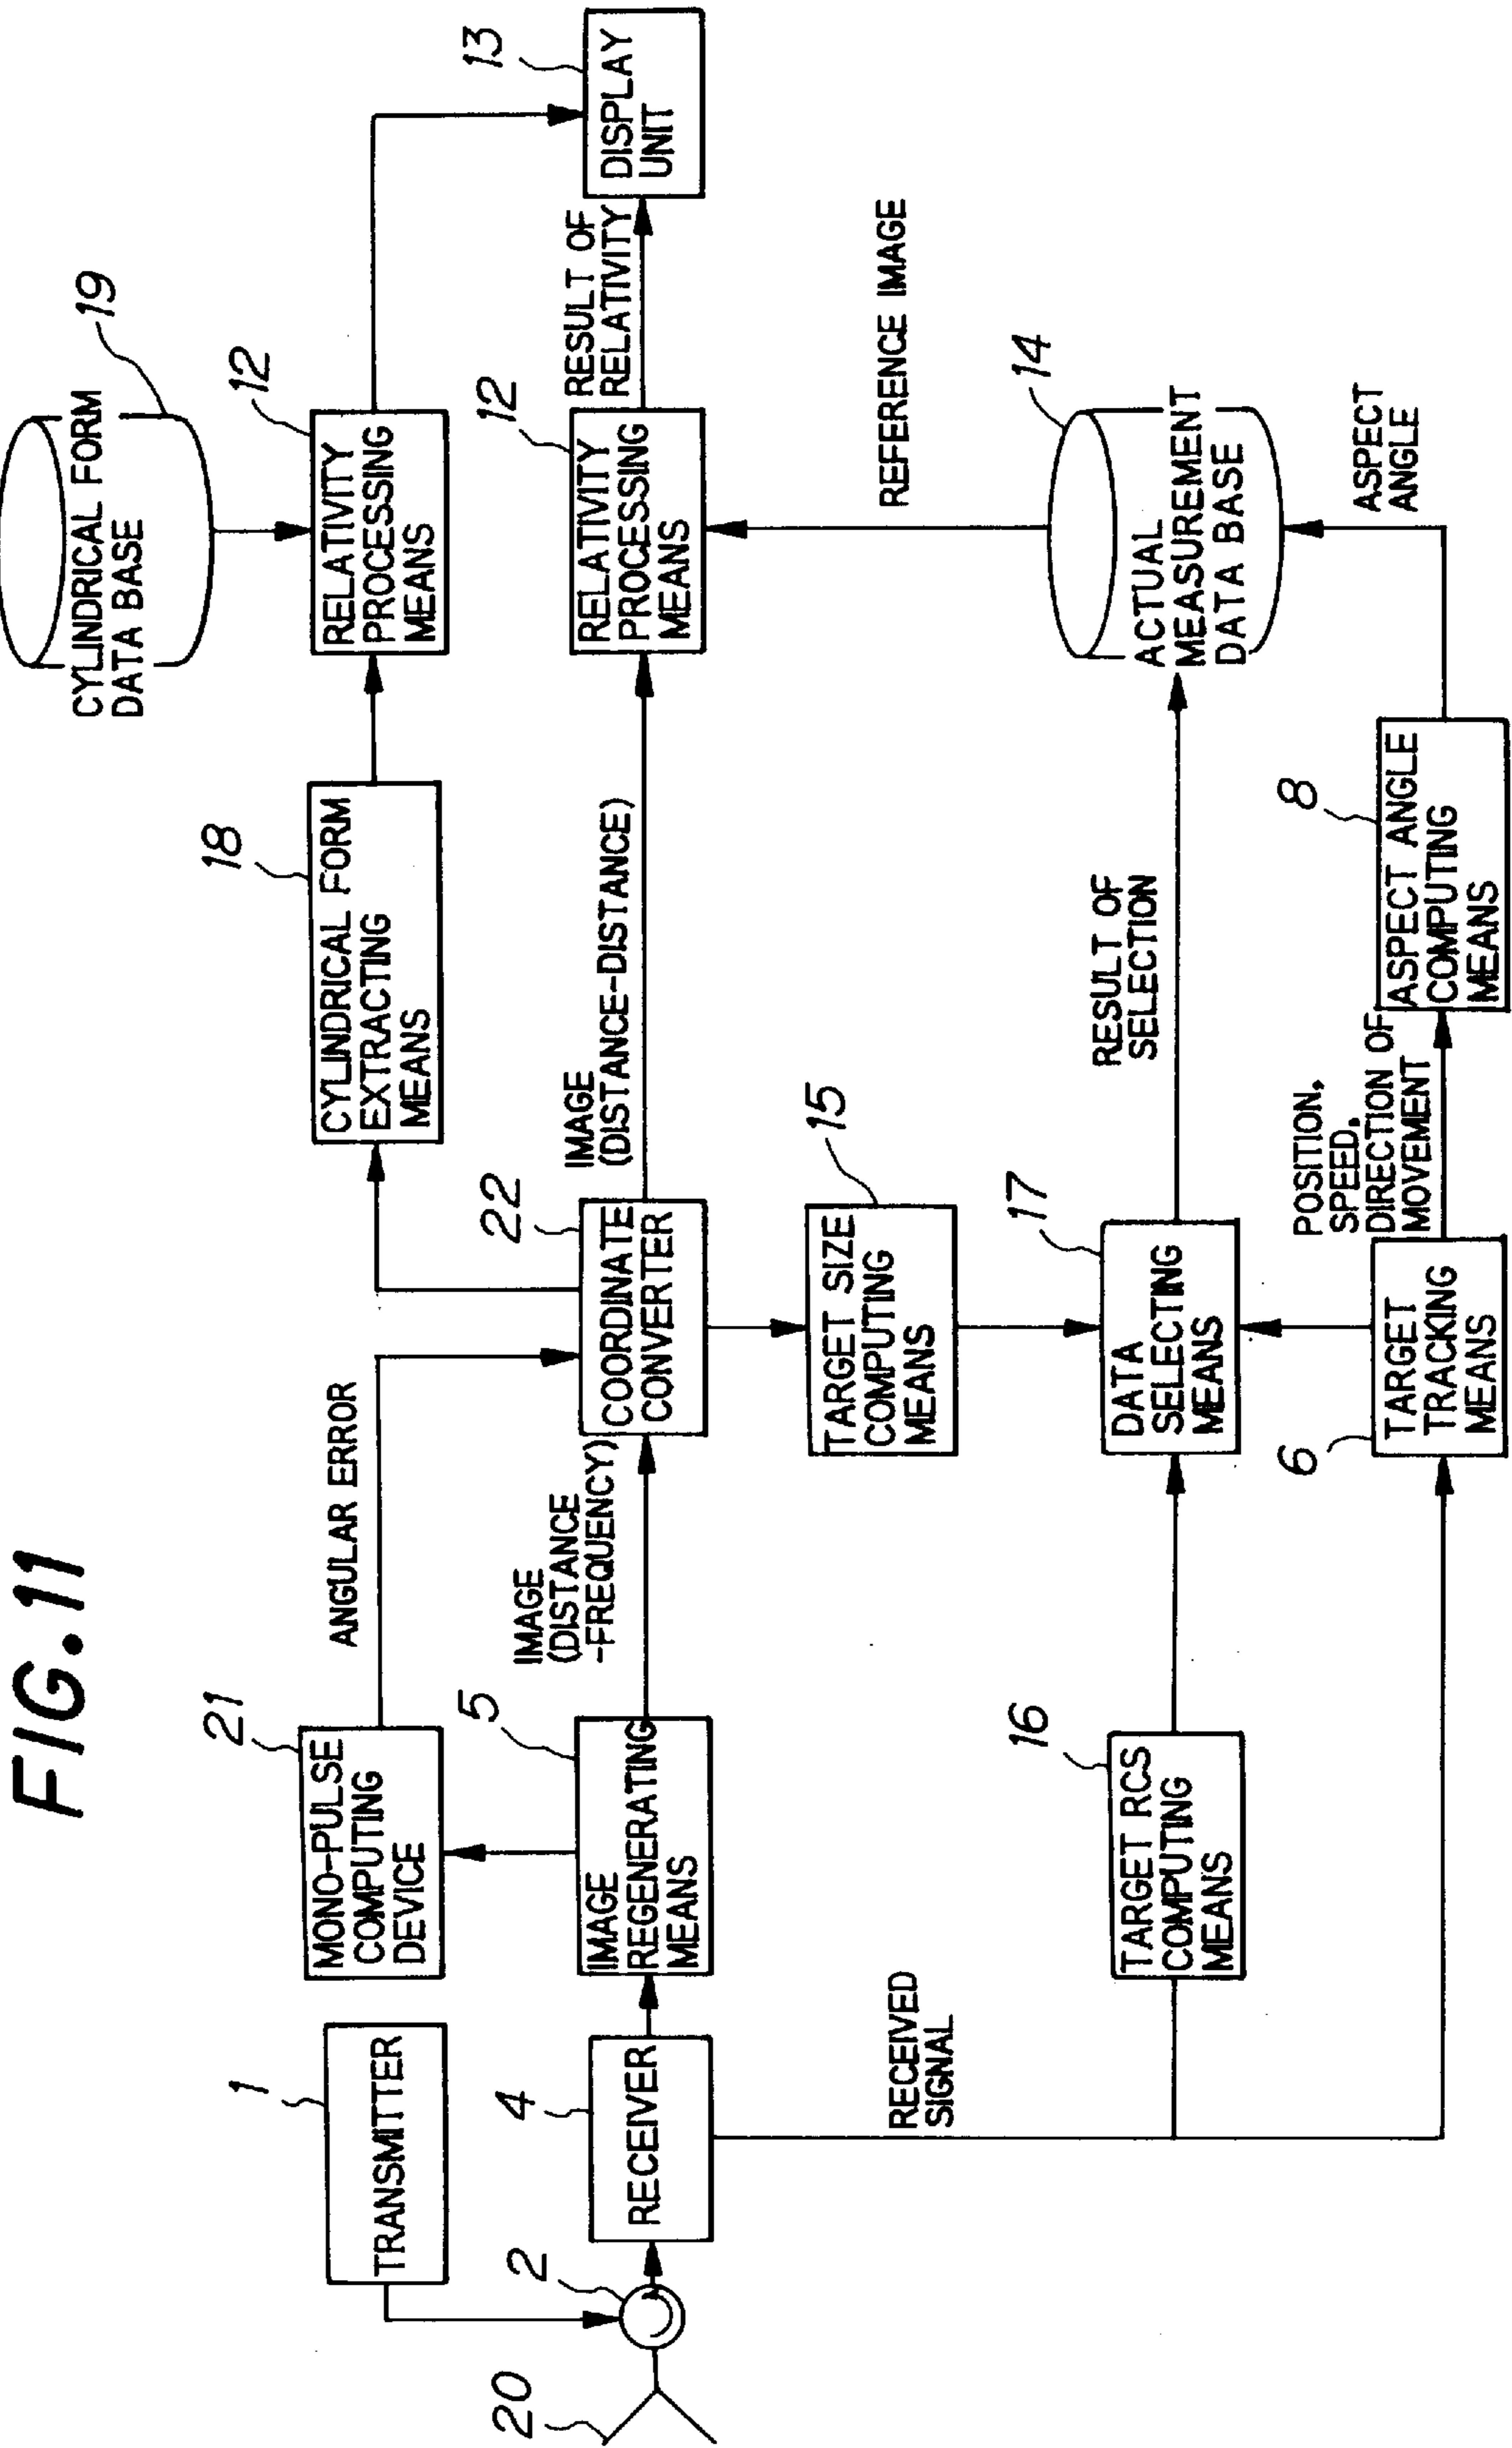 FIG.11
1
TRANSMITTER
20
2
4
RECEIVER
RECEIVED
SIGNAL
21
MONO-PULSE
COMPUTING
DEVICE
5
IMAGE
REGENERATING
MEANS
ANGULAR ERROR
IMAGE
(DISTANCE
-FREQUENCY)
22
COORDINATE
CONVERTER
IMAGE
(DISTANCE-DISTANCE)
18
CYLINDRICAL FORM
EXTRACTING
MEANS
CYLINDRICAL FORM
DATA BASE
19
12
RELATIVITY
PROCESSING
MEANS
12
RELATIVITY
PROCESSING
MEANS
RESULT OF
RELATIVITY
13
DISPLAY
UNIT
REFERENCE IMAGE
15
TARGET SIZE
COMPUTING
MEANS
16
TARGET RCS
COMPUTING
MEANS
17
DATA
SELECTING
MEANS
RESULT OF
SELECTION
14
ACTUAL
MEASUREMENT
DATA BASE
6
TARGET
TRACKING
MEANS
POSITION,
SPEED,
DIRECTION OF
MOVEMENT
8
ASPECT ANGLE
COMPUTING
MEANS
ASPECT
ANGLE